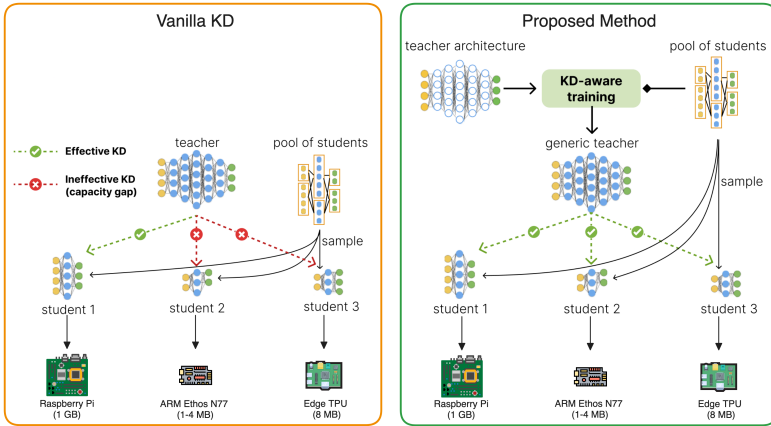 Vanilla KD
Effective KD
Ineffective KD
(capacity gap)
teacher
pool of students
sample
student 1
student 2
student 3
Raspberry Pi
(1 GB)
ARM Ethos N77
(1-4 MB)
Edge TPU
(8 MB)
Proposed Method
teacher architecture
KD-aware
training
pool of students
generic teacher
sample
student 1
student 2
student 3
Raspberry Pi
(1 GB)
ARM Ethos N77
(1-4 MB)
Edge TPU
(8 MB)